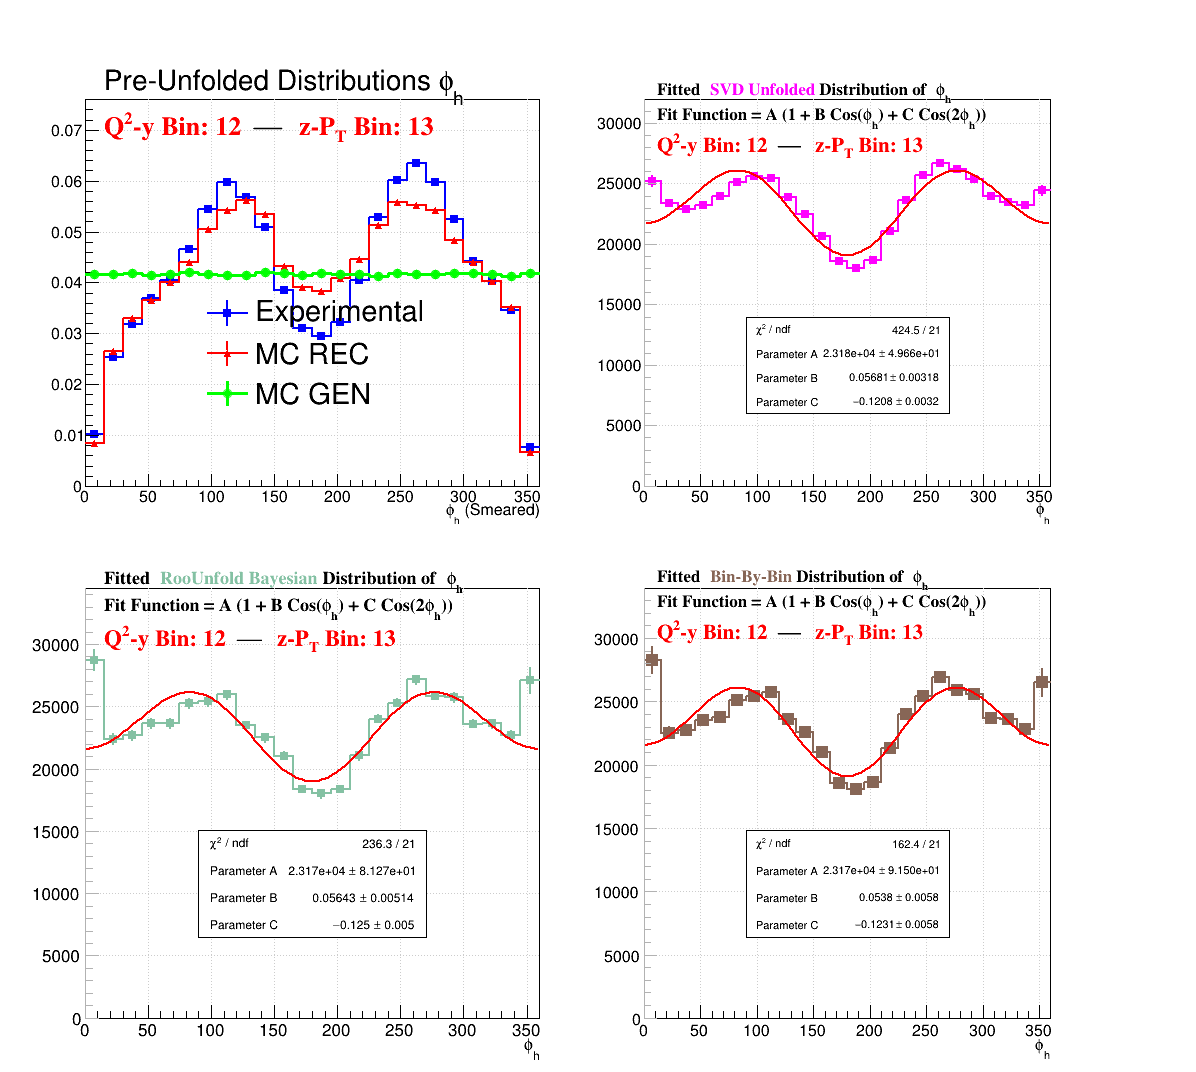 Pre-Unfolded Distributions ϕh
Q²-y Bin: 12 — z-PT Bin: 13
0.07
0.06
0.05
0.04
0.03
0.02
0.01
0
Experimental
MC REC
MC GEN
0 50 100 150 200 250 300 350
ϕh (Smeared)
Fitted SVD Unfolded Distribution of ϕh
Fit Function = A (1 + B Cos(ϕh) + C Cos(2ϕh))
Q²-y Bin: 12 — z-PT Bin: 13
30000
25000
20000
15000
10000
5000
0
χ² / ndf 424.5 / 21
Parameter A 2.318e+04 ± 4.966e+01
Parameter B 0.05681 ± 0.00318
Parameter C −0.1208 ± 0.0032
0 50 100 150 200 250 300 350
ϕh
Fitted RooUnfold Bayesian Distribution of ϕh
Fit Function = A (1 + B Cos(ϕh) + C Cos(2ϕh))
Q²-y Bin: 12 — z-PT Bin: 13
30000
25000
20000
15000
10000
5000
0
χ² / ndf 236.3 / 21
Parameter A 2.317e+04 ± 8.127e+01
Parameter B 0.05643 ± 0.00514
Parameter C −0.125 ± 0.005
0 50 100 150 200 250 300 350
ϕh
Fitted Bin-By-Bin Distribution of ϕh
Fit Function = A (1 + B Cos(ϕh) + C Cos(2ϕh))
Q²-y Bin: 12 — z-PT Bin: 13
30000
25000
20000
15000
10000
5000
0
χ² / ndf 162.4 / 21
Parameter A 2.317e+04 ± 9.150e+01
Parameter B 0.0538 ± 0.0058
Parameter C −0.1231 ± 0.0058
0 50 100 150 200 250 300 350
ϕh